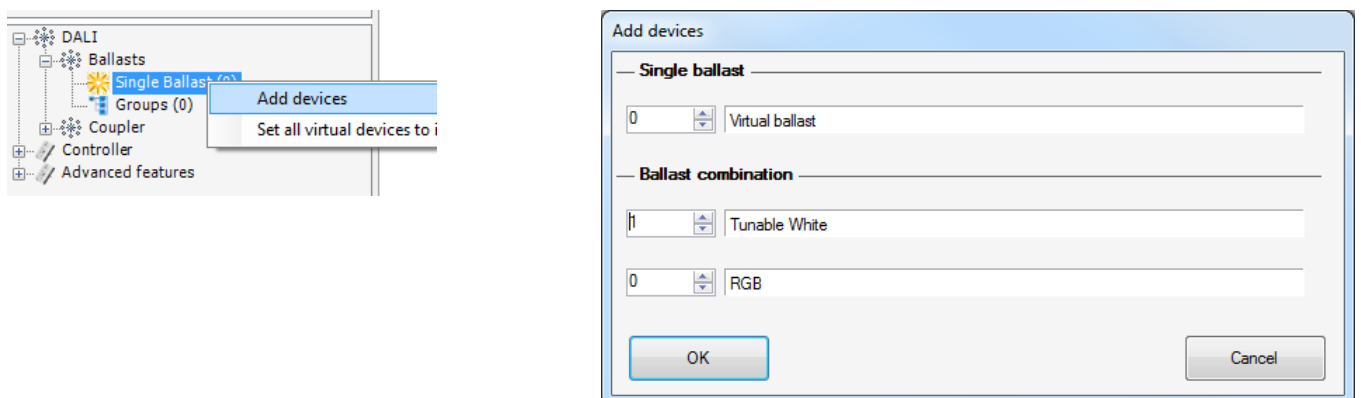 DALI
Ballasts
Single Ballast (0)
Groups (0)
Coupler
Controller
Advanced features
Add devices
Set all virtual devices to i
Add devices
Single ballast
0 Virtual ballast
Ballast combination
1 Tunable White
0 RGB
OK Cancel